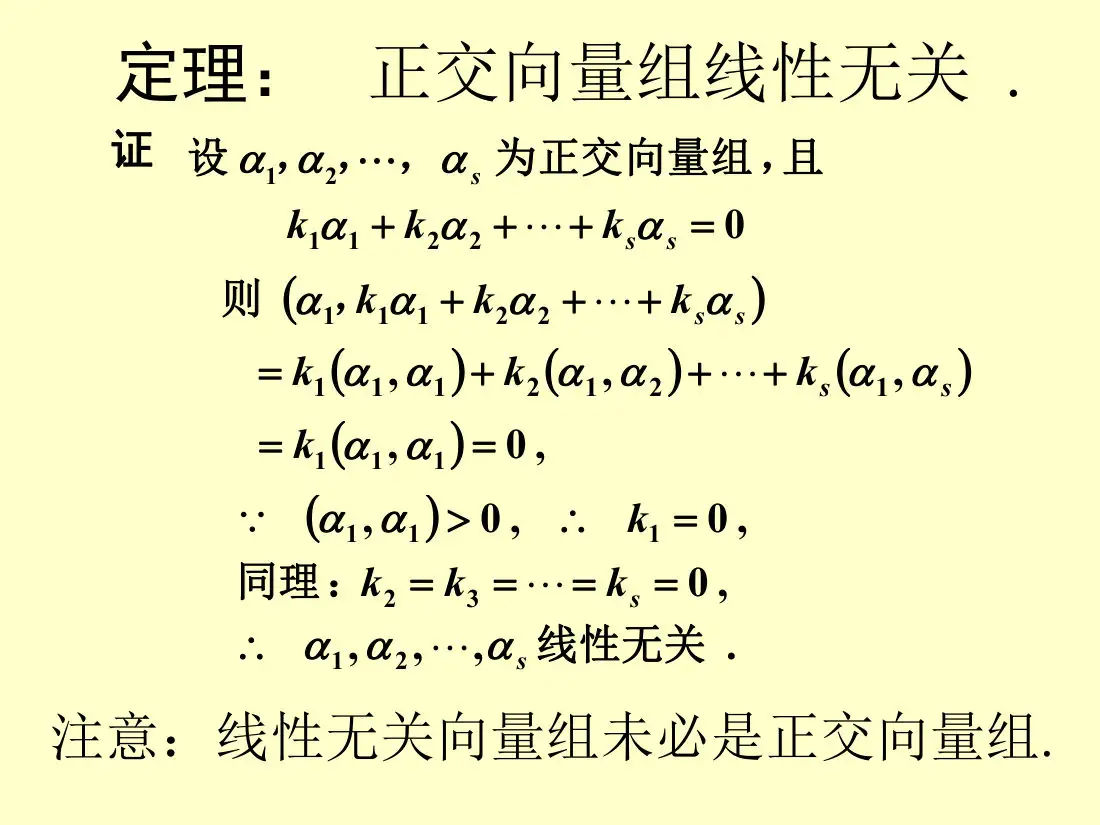 定理： 正交向量组线性无关 .
证 设 α₁, α₂, ⋯, αₛ 为正交向量组 , 且
k₁α₁ + k₂α₂ + ⋯ + kₛαₛ = 0
则 (α₁, k₁α₁ + k₂α₂ + ⋯ + kₛαₛ)
= k₁(α₁, α₁) + k₂(α₁, α₂) + ⋯ + kₛ(α₁, αₛ)
= k₁(α₁, α₁) = 0 ,
∵ (α₁, α₁) > 0 , ∴ k₁ = 0 ,
同理 : k₂ = k₃ = ⋯ = kₛ = 0 ,
∴ α₁, α₂, ⋯, αₛ 线性无关 .
注意：线性无关向量组未必是正交向量组.